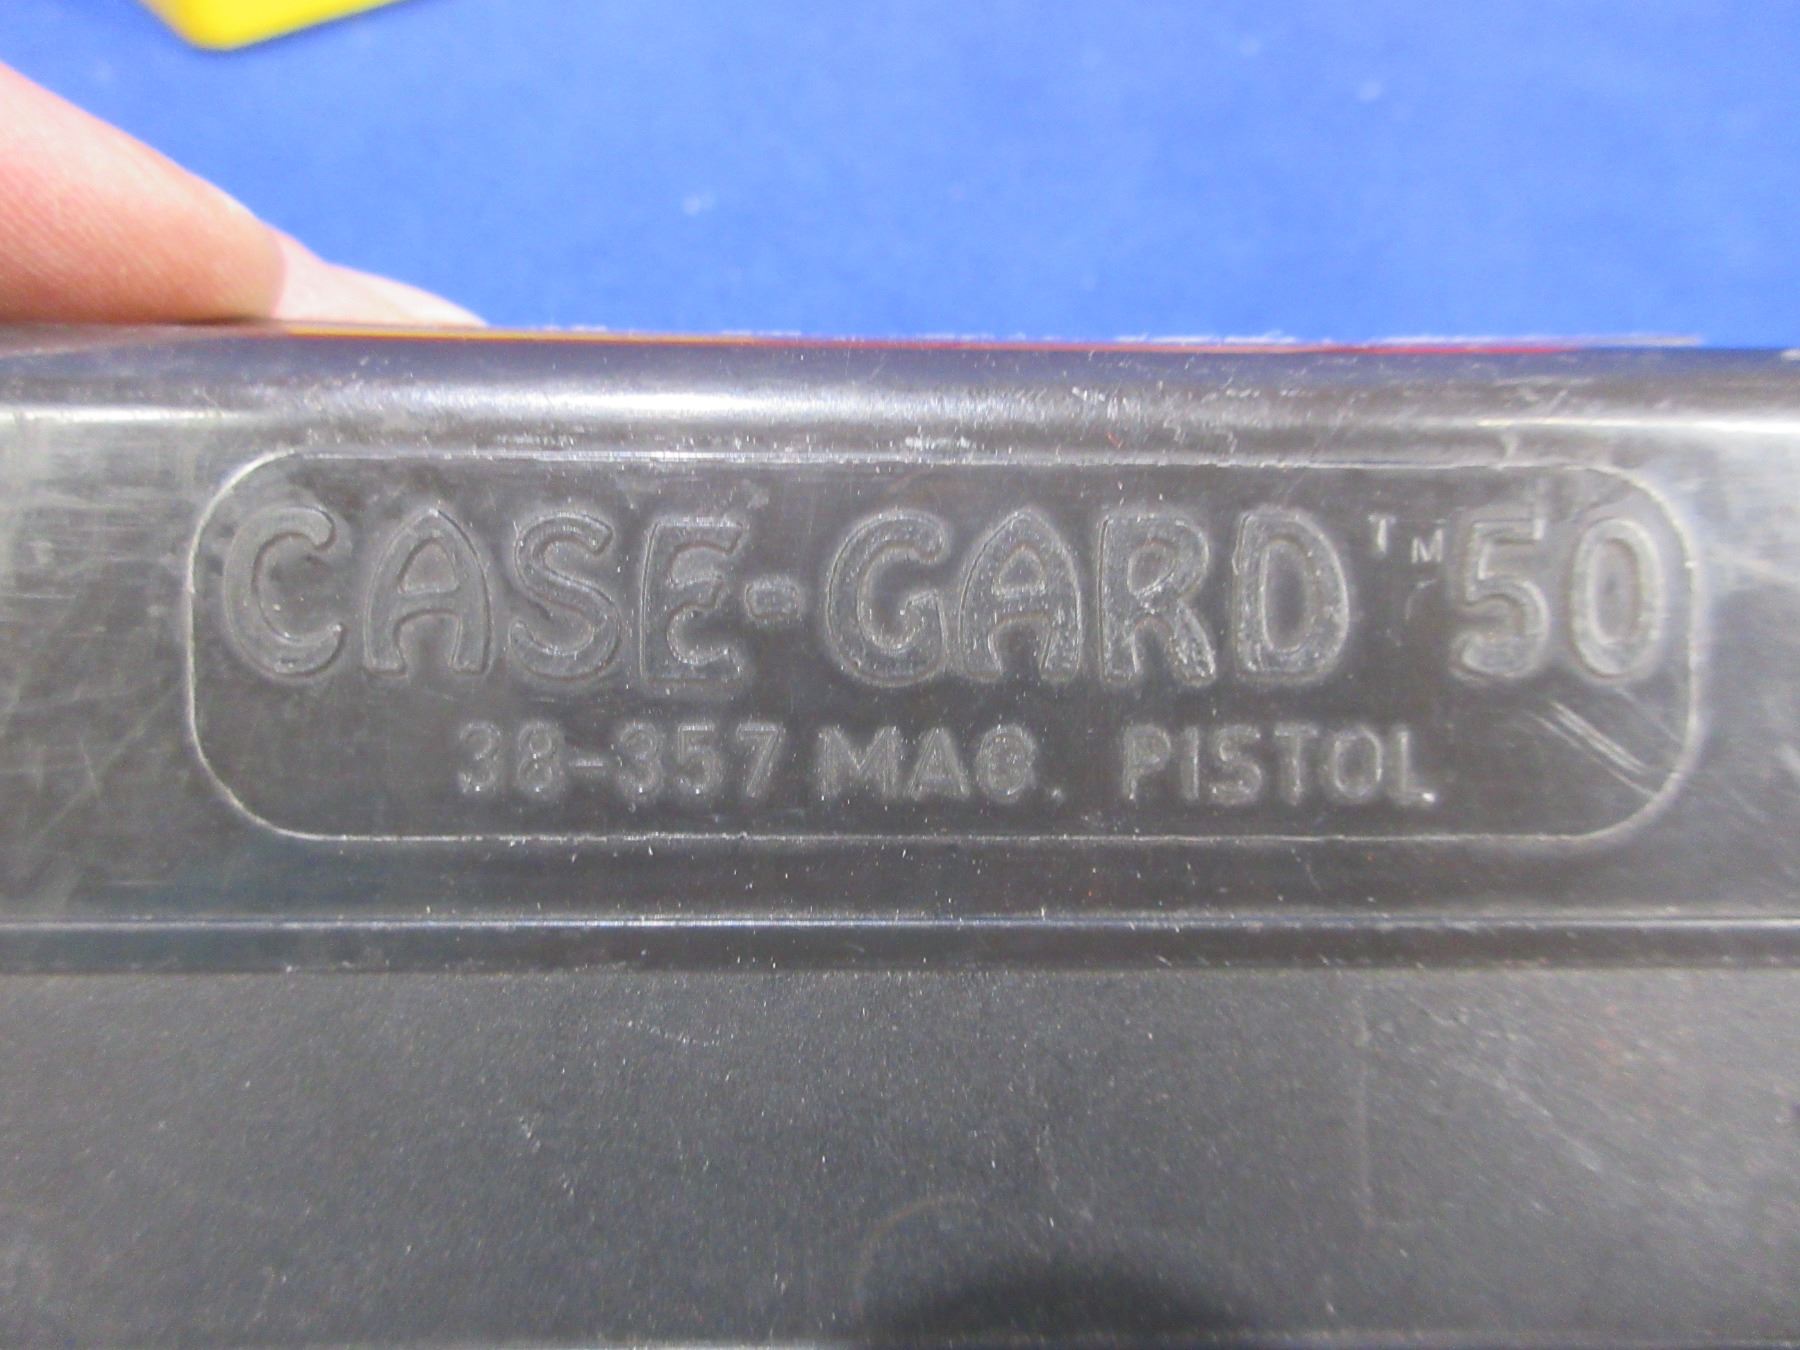 CASE-GARD™ 50
38-357 MAG. PISTOL